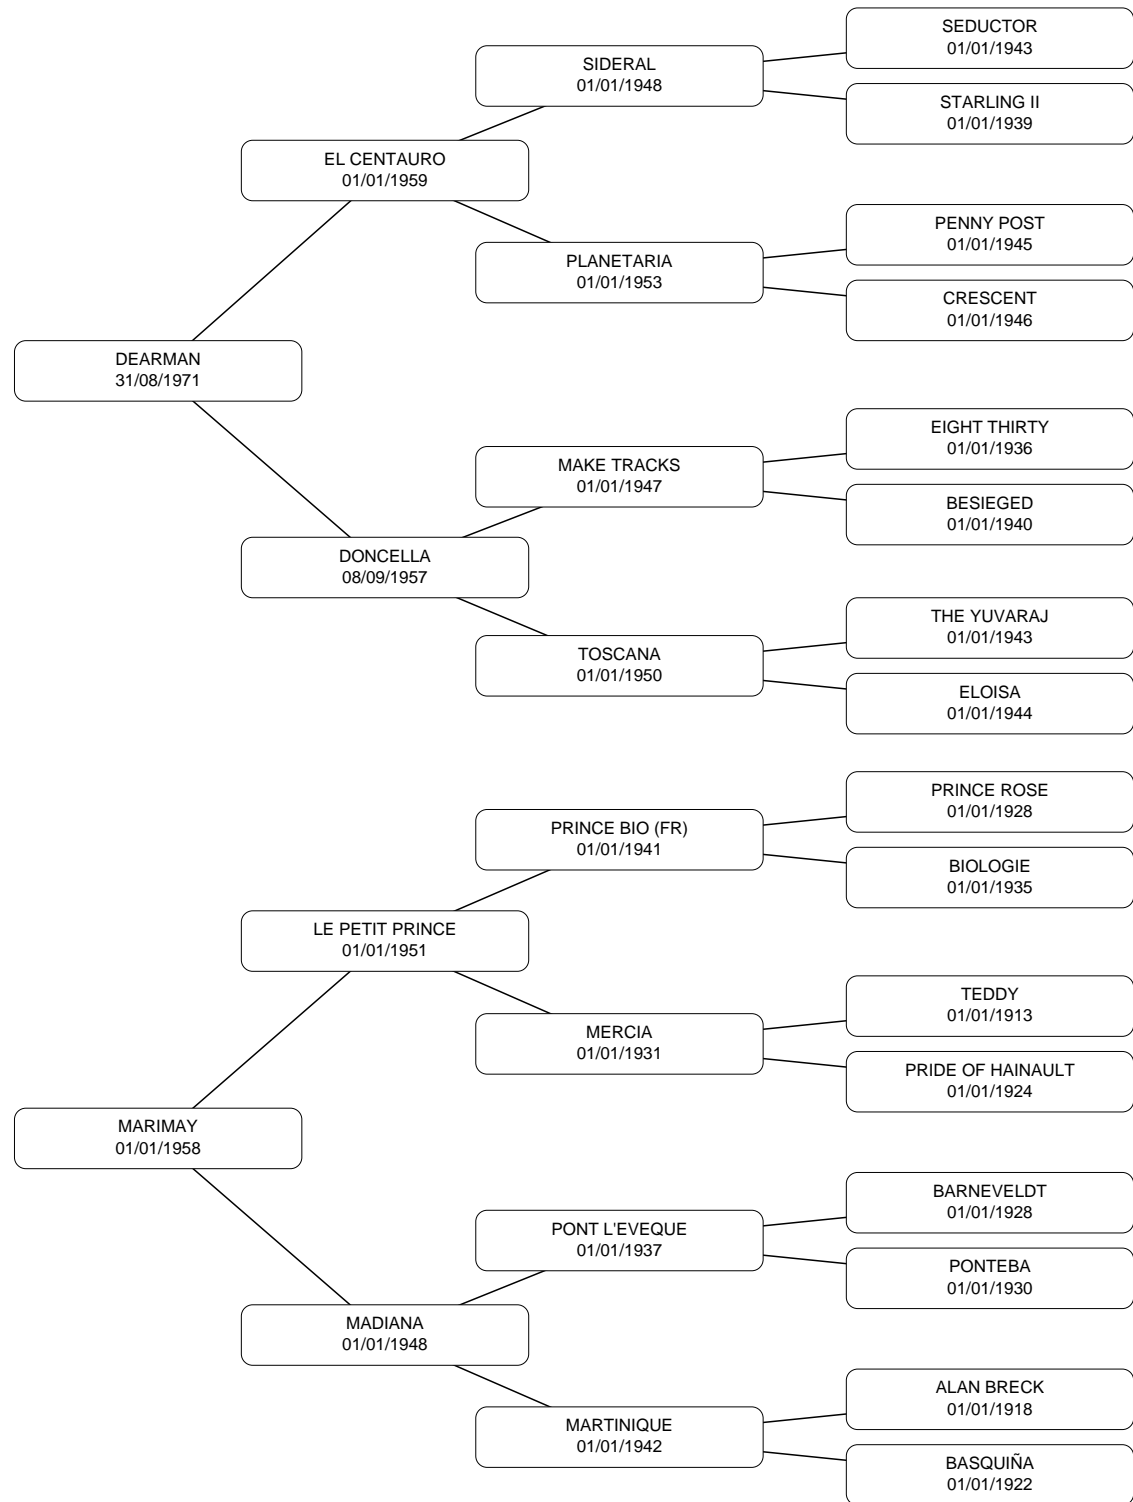 SEDUCTOR
01/01/1943
SIDERAL
01/01/1948
STARLING II
01/01/1939
EL CENTAURO
01/01/1959
PENNY POST
01/01/1945
PLANETARIA
01/01/1953
CRESCENT
01/01/1946
DEARMAN
31/08/1971
EIGHT THIRTY
01/01/1936
MAKE TRACKS
01/01/1947
BESIEGED
01/01/1940
DONCELLA
08/09/1957
THE YUVARAJ
01/01/1943
TOSCANA
01/01/1950
ELOISA
01/01/1944
PRINCE ROSE
01/01/1928
PRINCE BIO (FR)
01/01/1941
BIOLOGIE
01/01/1935
LE PETIT PRINCE
01/01/1951
TEDDY
01/01/1913
MERCIA
01/01/1931
PRIDE OF HAINAULT
01/01/1924
MARIMAY
01/01/1958
BARNEVELDT
01/01/1928
PONT L'EVEQUE
01/01/1937
PONTEBA
01/01/1930
MADIANA
01/01/1948
ALAN BRECK
01/01/1918
MARTINIQUE
01/01/1942
BASQUIÑA
01/01/1922